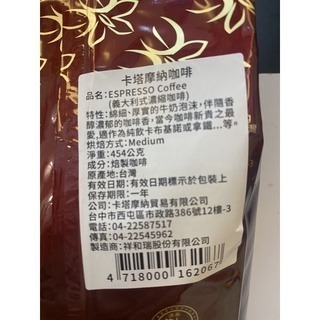 卡塔摩納咖啡
品名:ESPRESSO Coffee
(義大利式濃縮咖啡)
特性:綿細、厚實的牛奶泡沫,伴隨香
醇濃郁的咖啡香,當今咖啡新貴之最
愛,適作為純飲卡布基諾或拿鐵...等
烘焙方式:Medium
淨重:454公克
成分:焙製咖啡
原產地:台灣
有效日期:有效日期標示於包裝上
保存期限:一年
公司:卡塔摩納貿易有限公司
台中市西屯區市政路386號12樓-3
電話:04-22587531
傳真:04-22545962
製造商:祥和瑞股份有限公司
4 718000 162067